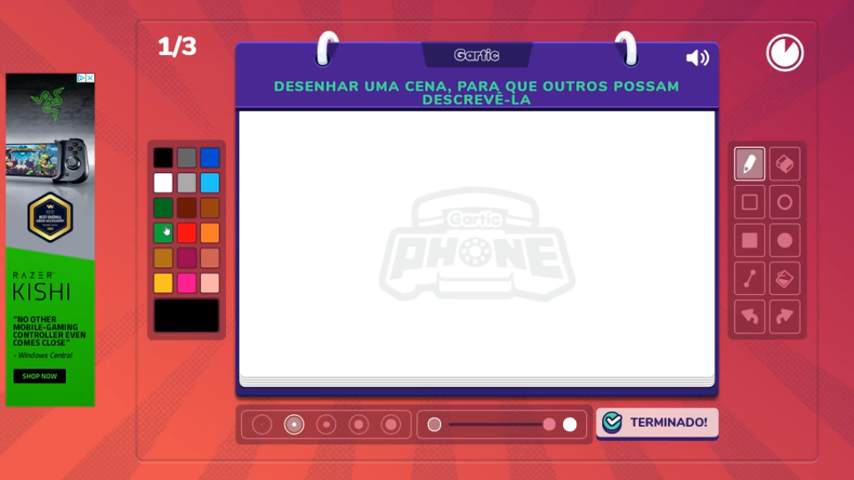 1/3
Gartic
DESENHAR UMA CENA, PARA QUE OUTROS POSSAM
DESCREVÊ-LA
Gartic
PHONE
RAZER
KISHI
"NO OTHER
MOBILE-GAMING
CONTROLLER EVEN
COMES CLOSE"
- Windows Central
SHOP NOW
TERMINADO!